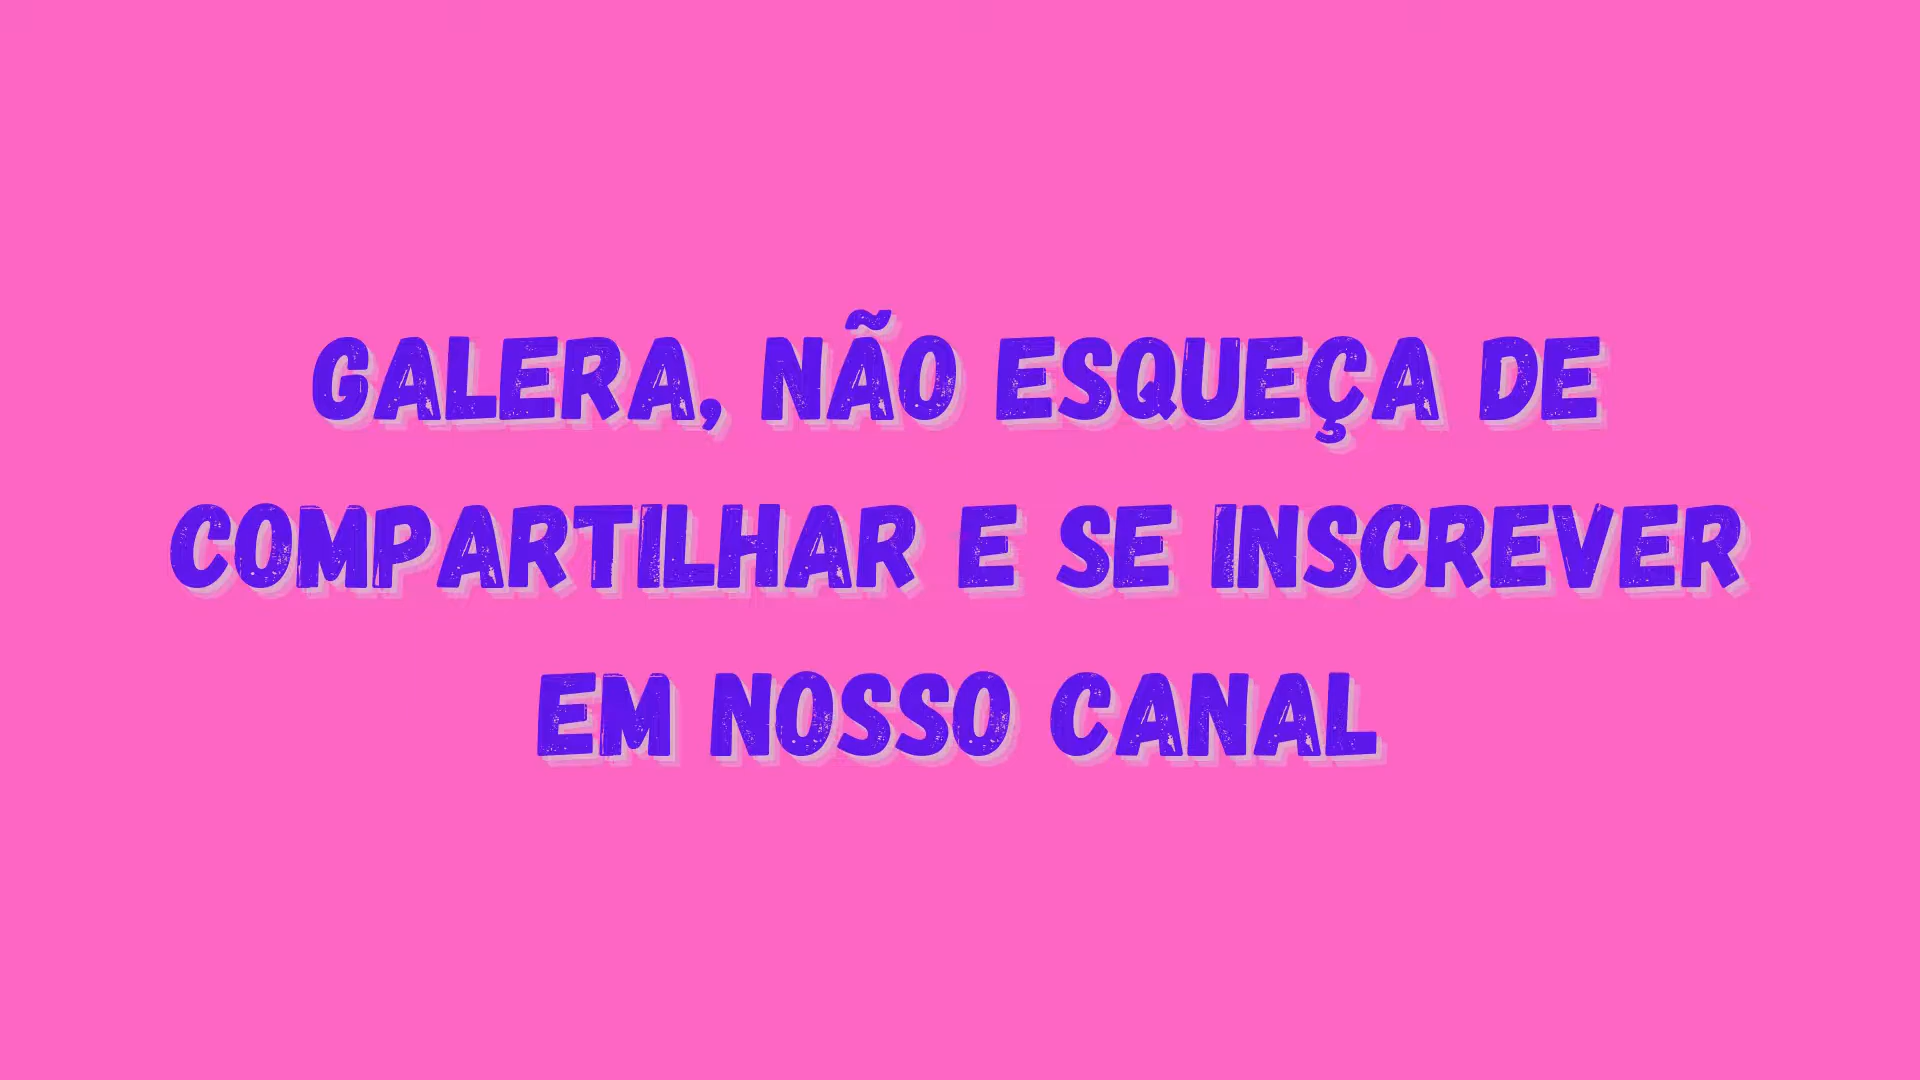 GALERA, NÃO ESQUEÇA DE
COMPARTILHAR E SE INSCREVER
EM NOSSO CANAL